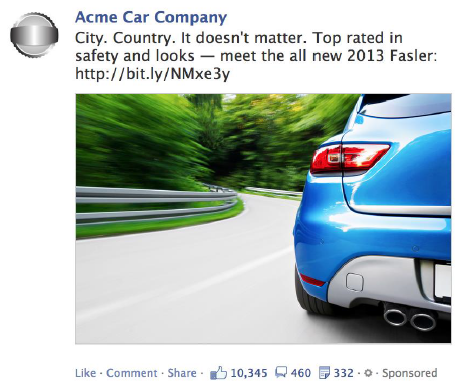 Acme Car Company
City. Country. It doesn't matter. Top rated in
safety and looks — meet the all new 2013 Fasler:
http://bit.ly/NMxe3y
Like · Comment · Share · 10,345 460 332 · Sponsored